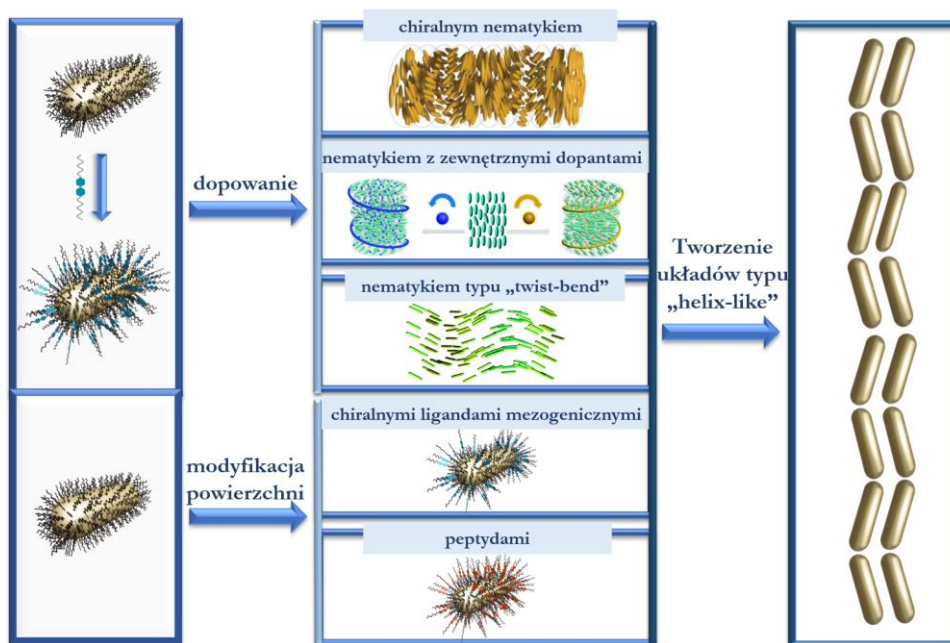 chiralnym nematykiem
nematykiem z zewnętrznymi dopantami
dopowanie
nematykiem typu „twist-bend”
Tworzenie
układów typu
„helix-like”
chiralnymi ligandami mezogenicznymi
modyfikacja
powierzchni
peptydami